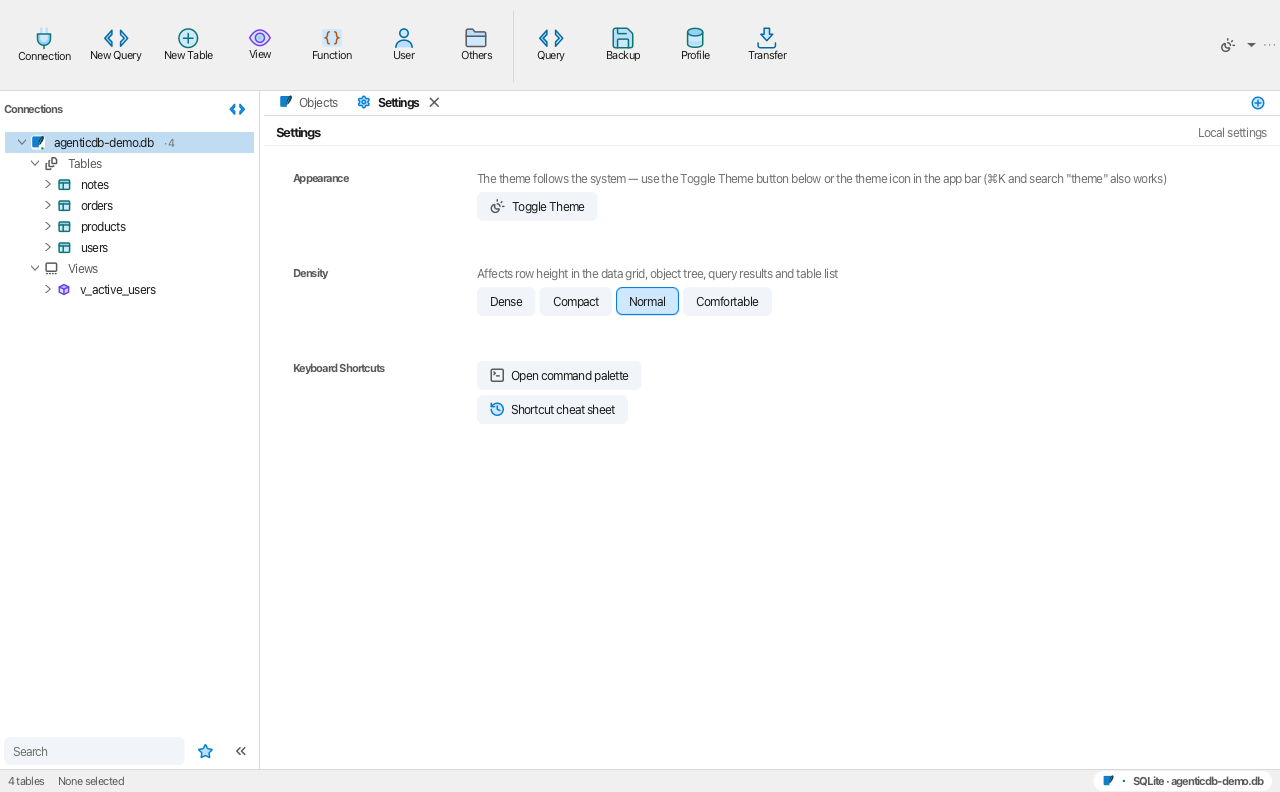 Connection
New Query
New Table
View
Function
User
Others
Query
Backup
Profile
Transfer
Connections
agenticdb-demo.db · 4
Tables
notes
orders
products
users
Views
v_active_users
Search
Objects
Settings
Settings
Local settings
Appearance
The theme follows the system — use the Toggle Theme button below or the theme icon in the app bar (⌘K and search "theme" also works)
Toggle Theme
Density
Affects row height in the data grid, object tree, query results and table list
Dense
Compact
Normal
Comfortable
Keyboard Shortcuts
Open command palette
Shortcut cheat sheet
4 tables
None selected
· SQLite · agenticdb-demo.db